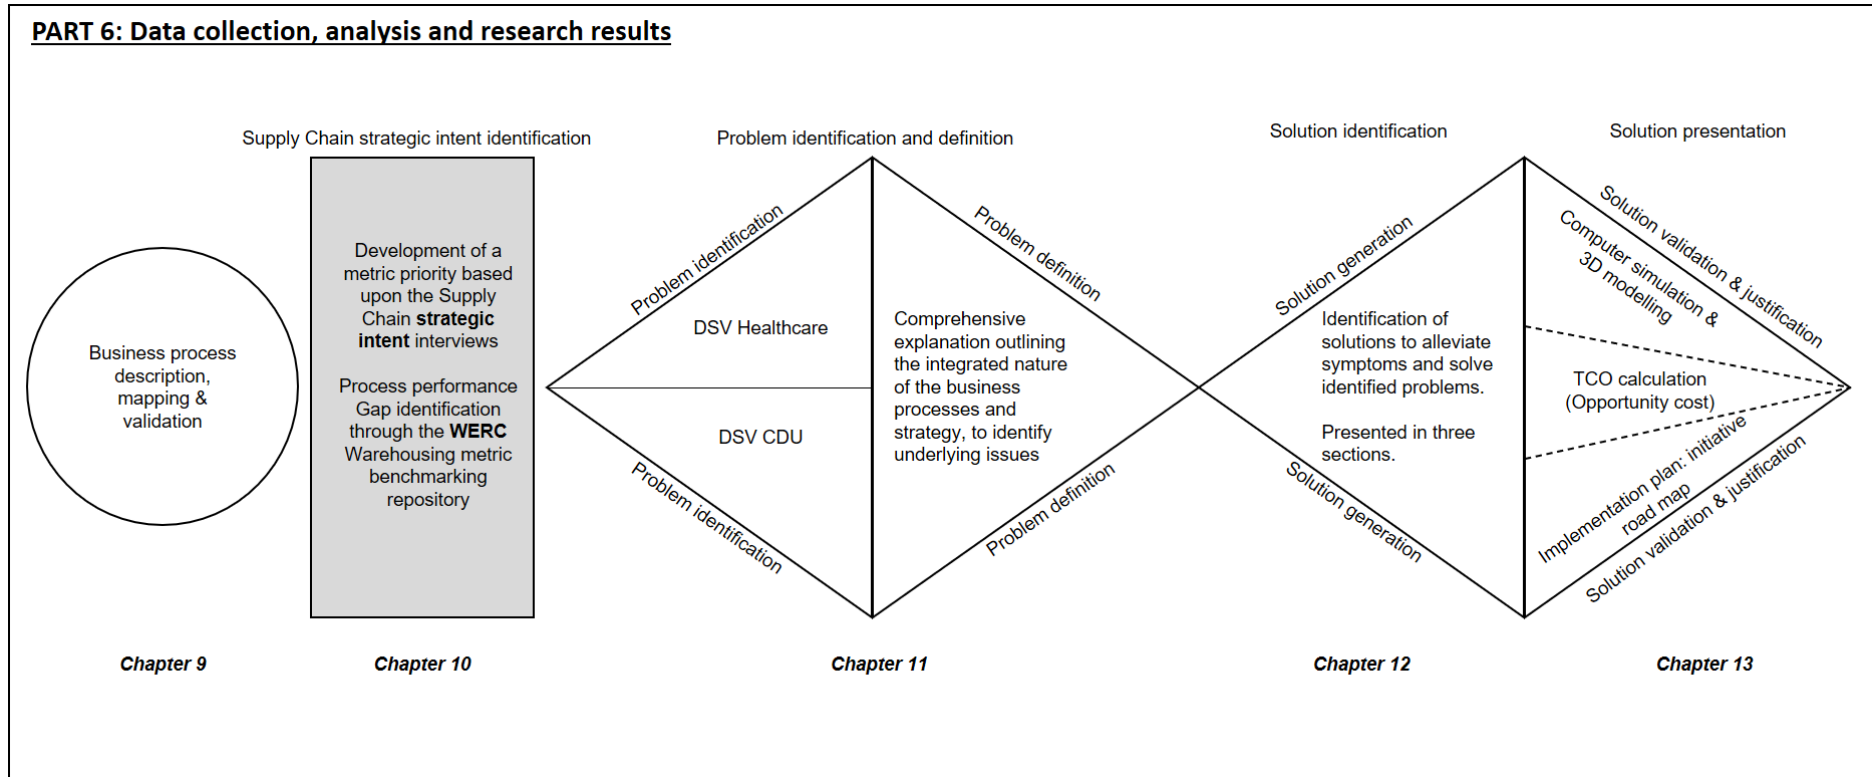 PART 6: Data collection, analysis and research results
Supply Chain strategic intent identification
Problem identification and definition
Solution identification
Solution presentation
Business process
description,
mapping &
validation
Development of a
metric priority based
upon the Supply
Chain strategic
intent interviews
Process performance
Gap identification
through the WERC
Warehousing metric
benchmarking
repository
Problem identification
DSV Healthcare
DSV CDU
Problem identification
Problem definition
Comprehensive
explanation outlining
the integrated nature
of the business
processes and
strategy, to identify
underlying issues
Problem definition
Solution generation
Identification of
solutions to alleviate
symptoms and solve
identified problems.
Presented in three
sections.
Solution generation
Solution validation & justification
Computer simulation &
3D modelling
TCO calculation
(Opportunity cost)
Implementation plan: initiative
road map
Solution validation & justification
Chapter 9
Chapter 10
Chapter 11
Chapter 12
Chapter 13